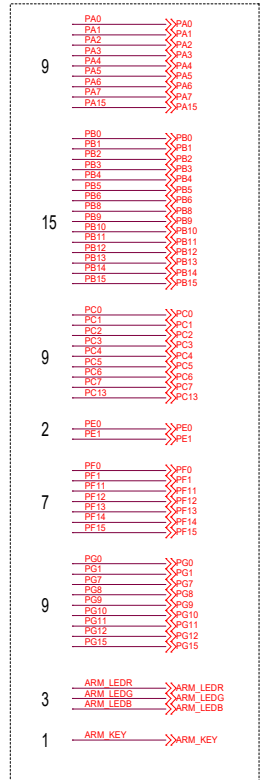 PA0 PA0
PA1 PA1
PA2 PA2
PA3 PA3
9 PA4 PA4
PA5 PA5
PA6 PA6
PA7 PA7
PA15 PA15
PB0 PB0
PB1 PB1
PB2 PB2
PB3 PB3
PB4 PB4
PB5 PB5
PB6 PB6
PB8 PB8
15 PB9 PB9
PB10 PB10
PB11 PB11
PB12 PB12
PB13 PB13
PB14 PB14
PB15 PB15
PC0 PC0
PC1 PC1
PC2 PC2
PC3 PC3
9 PC4 PC4
PC5 PC5
PC6 PC6
PC7 PC7
PC13 PC13
2 PE0 PE0
PE1 PE1
PF0 PF0
PF1 PF1
PF11 PF11
7 PF12 PF12
PF13 PF13
PF14 PF14
PF15 PF15
PG0 PG0
PG1 PG1
PG7 PG7
PG8 PG8
9 PG9 PG9
PG10 PG10
PG11 PG11
PG12 PG12
PG15 PG15
ARM_LEDR ARM_LEDR
3 ARM_LEDG ARM_LEDG
ARM_LEDB ARM_LEDB
1 ARM_KEY ARM_KEY